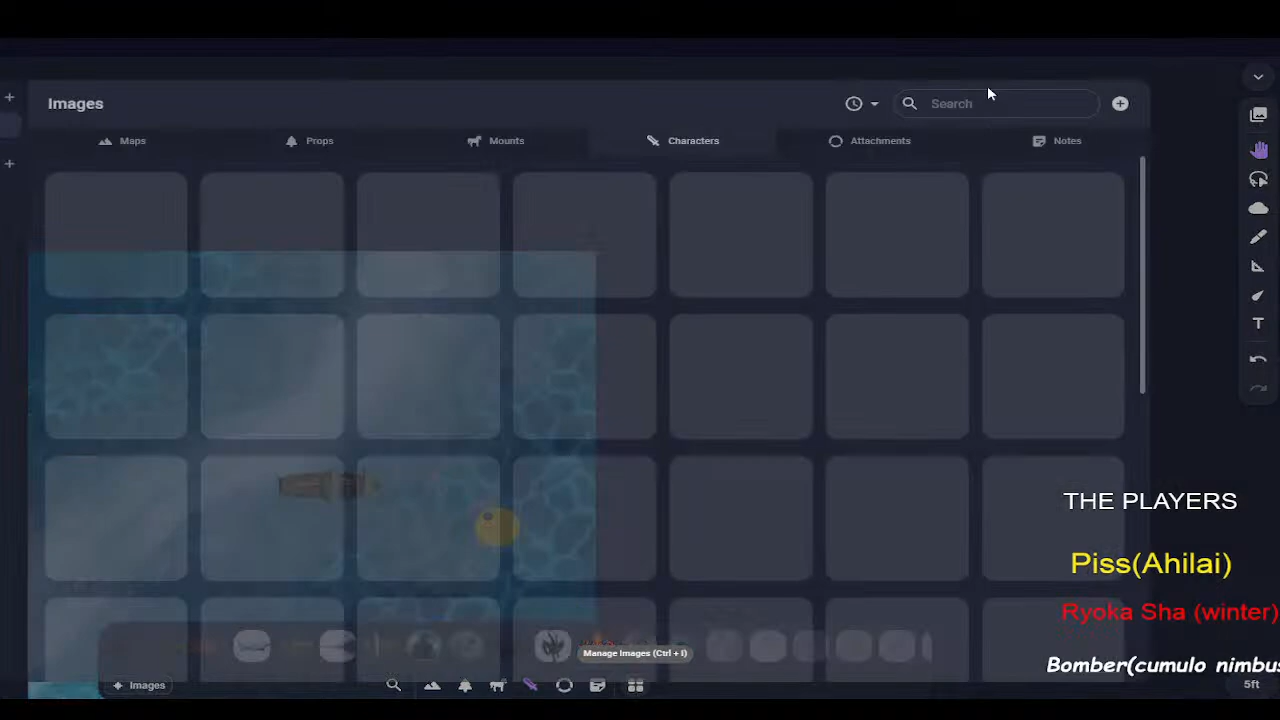 Images
Search
Maps
Props
Mounts
Characters
Attachments
Notes
THE PLAYERS
Piss(Ahilai)
Ryoka Sha (winter)
Bomber(cumulo nimbus
Manage Images (Ctrl + I)
Images
5ft